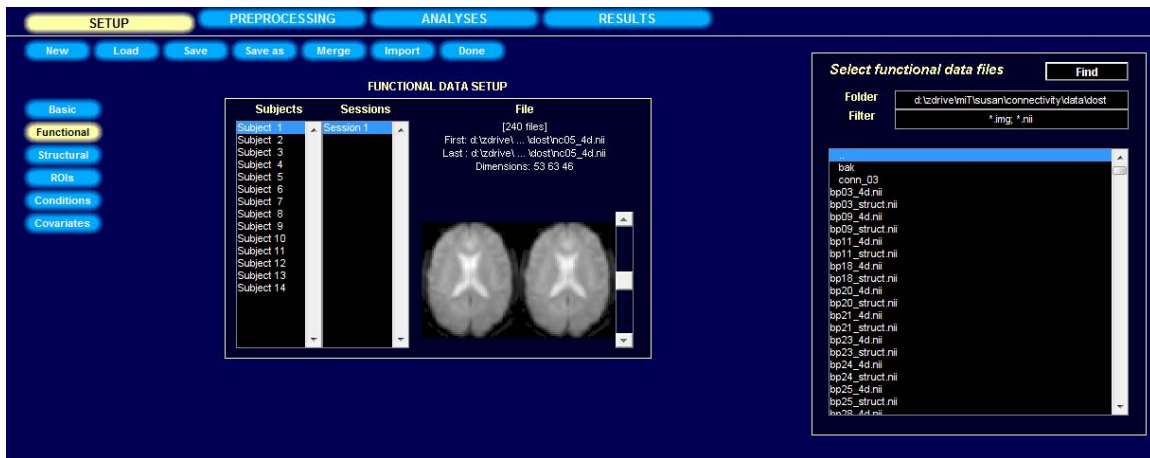 SETUP PREPROCESSING ANALYSES RESULTS
New Load Save Save as Merge Import Done
FUNCTIONAL DATA SETUP
Basic
Functional
Structural
ROIs
Conditions
Covariates
Subjects Sessions File
Subject 1
Subject 2
Subject 3
Subject 4
Subject 5
Subject 6
Subject 7
Subject 8
Subject 9
Subject 10
Subject 11
Subject 12
Subject 13
Subject 14
Session 1
[240 files]
First: d:\zdrive\ ... \dost\nc05_4d.nii
Last : d:\zdrive\ ... \dost\nc05_4d.nii
Dimensions: 53 63 46
Select functional data files Find
Folder d:\zdrive\miT\susan\connectivity\data\dost
Filter *.img; *.nii
..
bak
conn_03
bp03_4d.nii
bp03_struct.nii
bp09_4d.nii
bp09_struct.nii
bp11_4d.nii
bp11_struct.nii
bp18_4d.nii
bp18_struct.nii
bp20_4d.nii
bp20_struct.nii
bp21_4d.nii
bp21_struct.nii
bp23_4d.nii
bp23_struct.nii
bp24_4d.nii
bp24_struct.nii
bp25_4d.nii
bp25_struct.nii
bp28_4d.nii